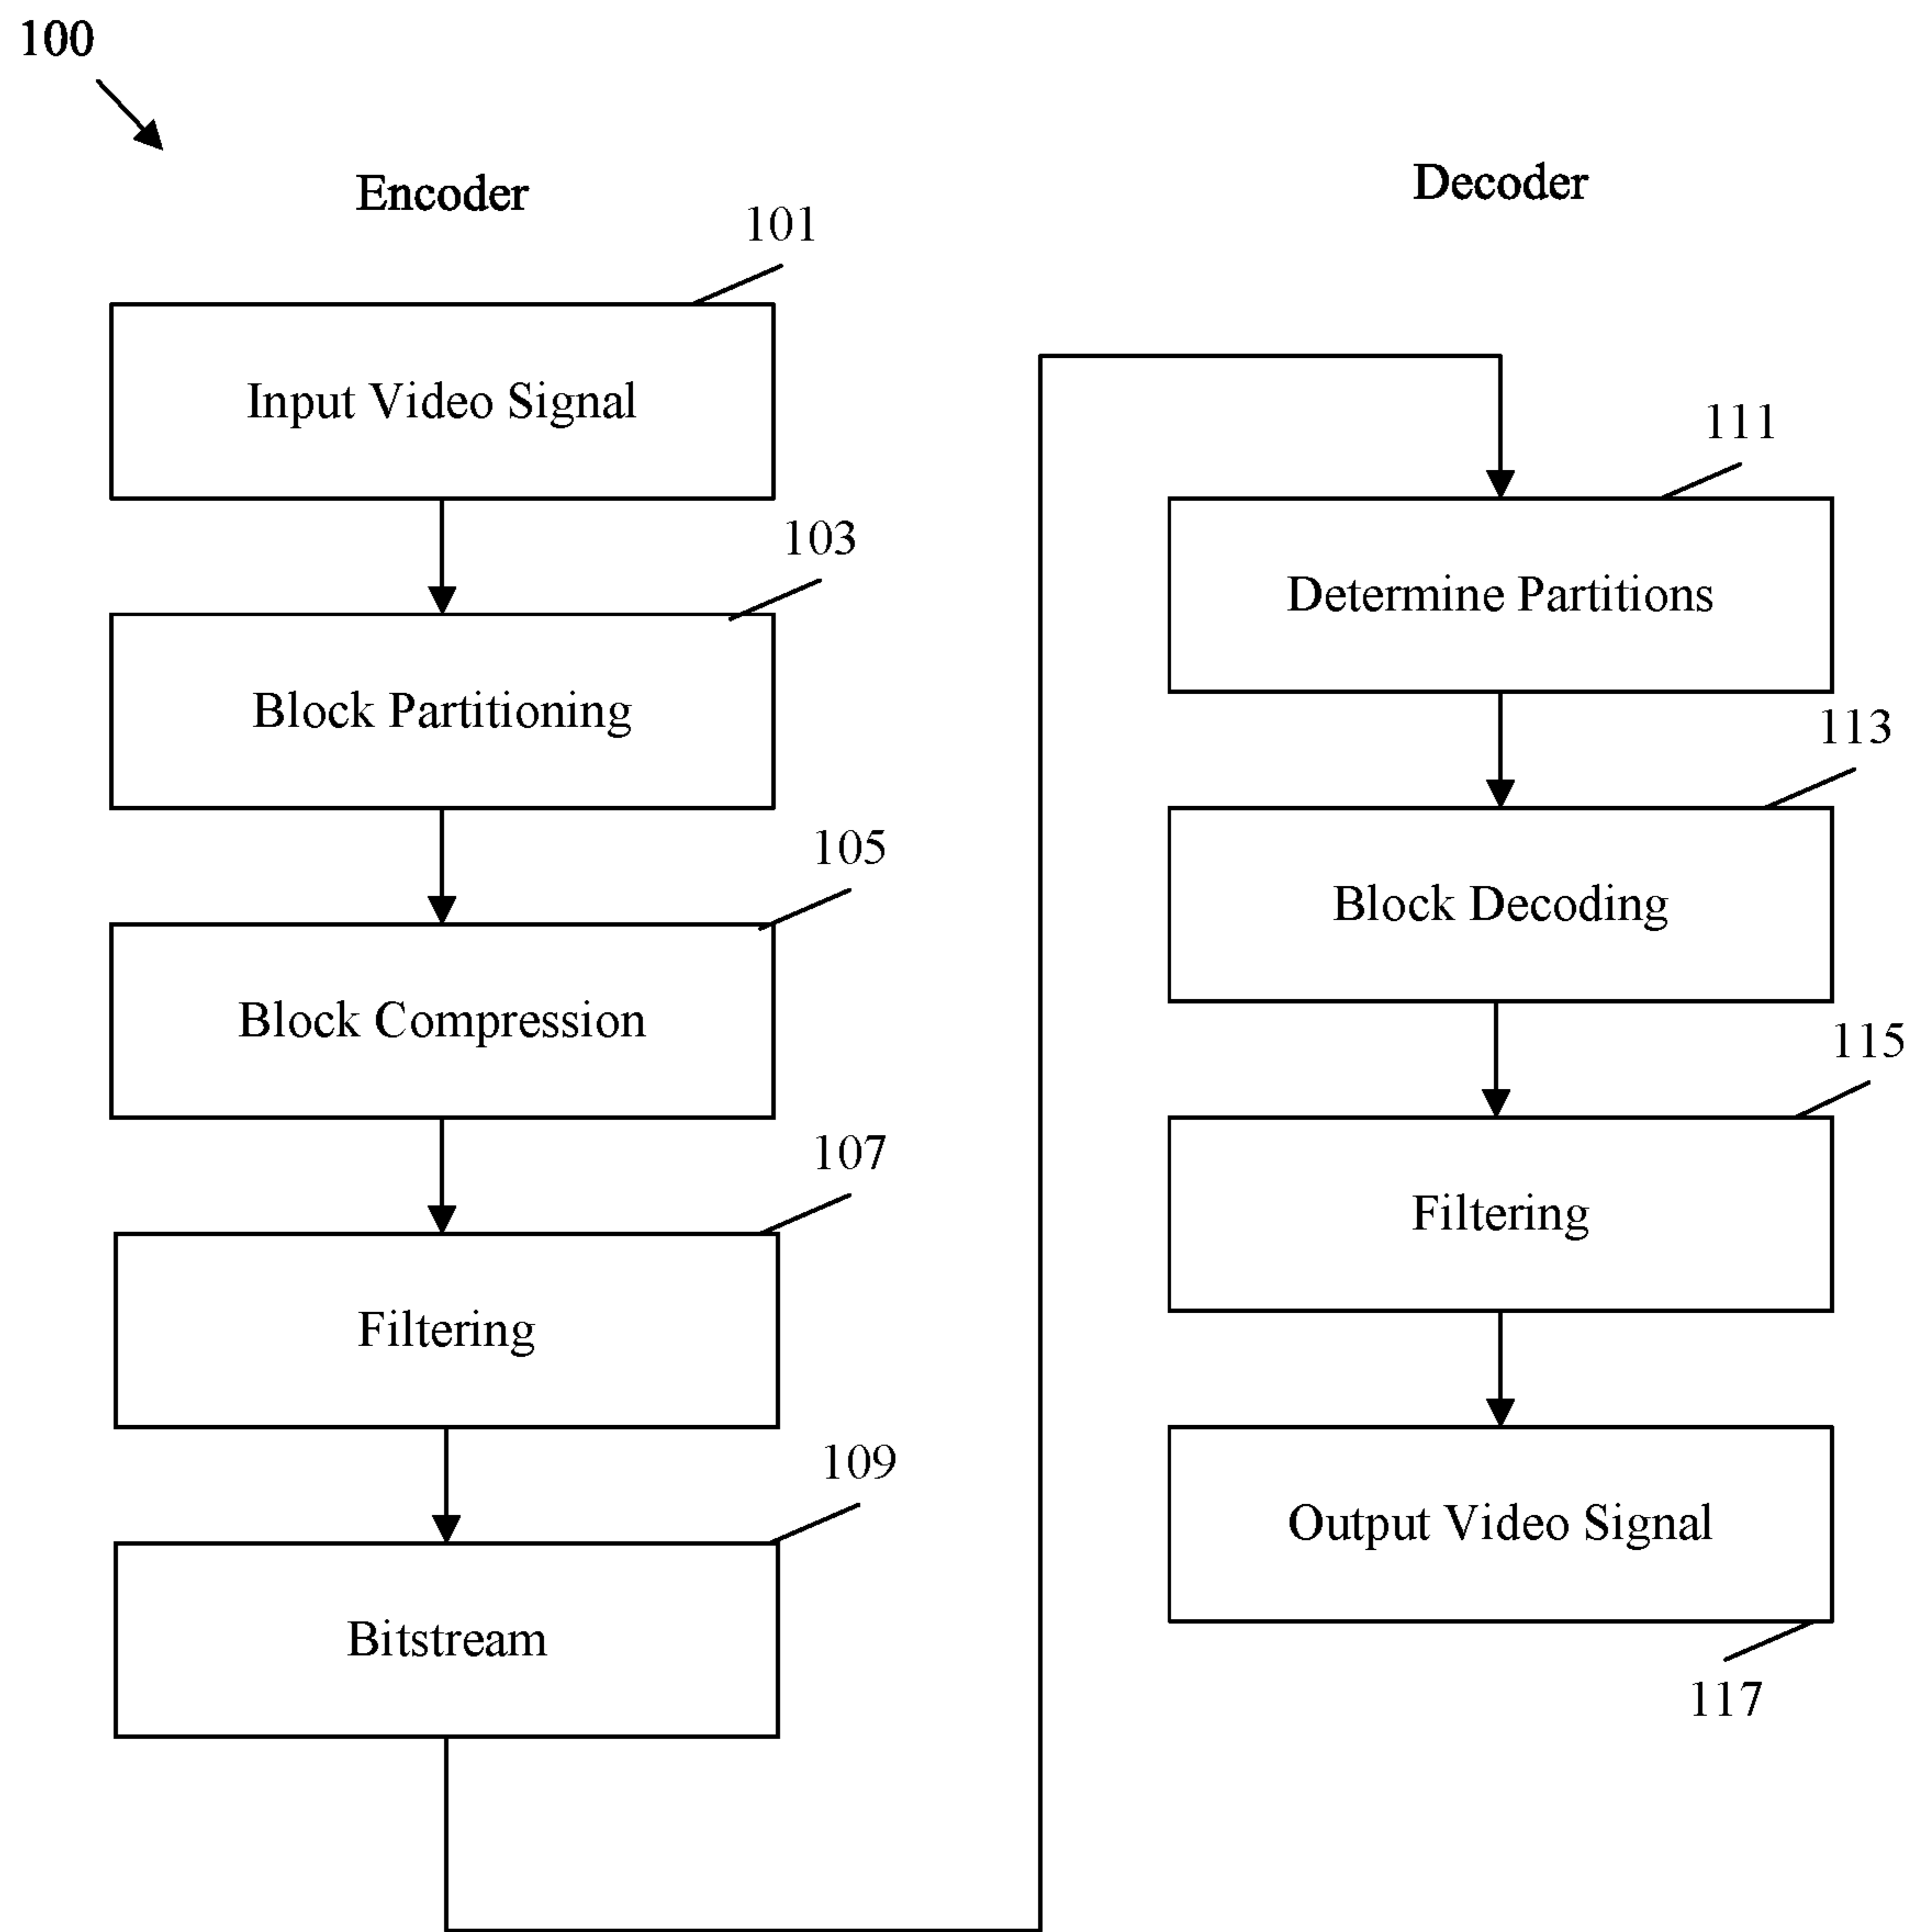 100
Encoder
101
Input Video Signal
103
Block Partitioning
105
Block Compression
107
Filtering
109
Bitstream
Decoder
111
Determine Partitions
113
Block Decoding
115
Filtering
Output Video Signal
117